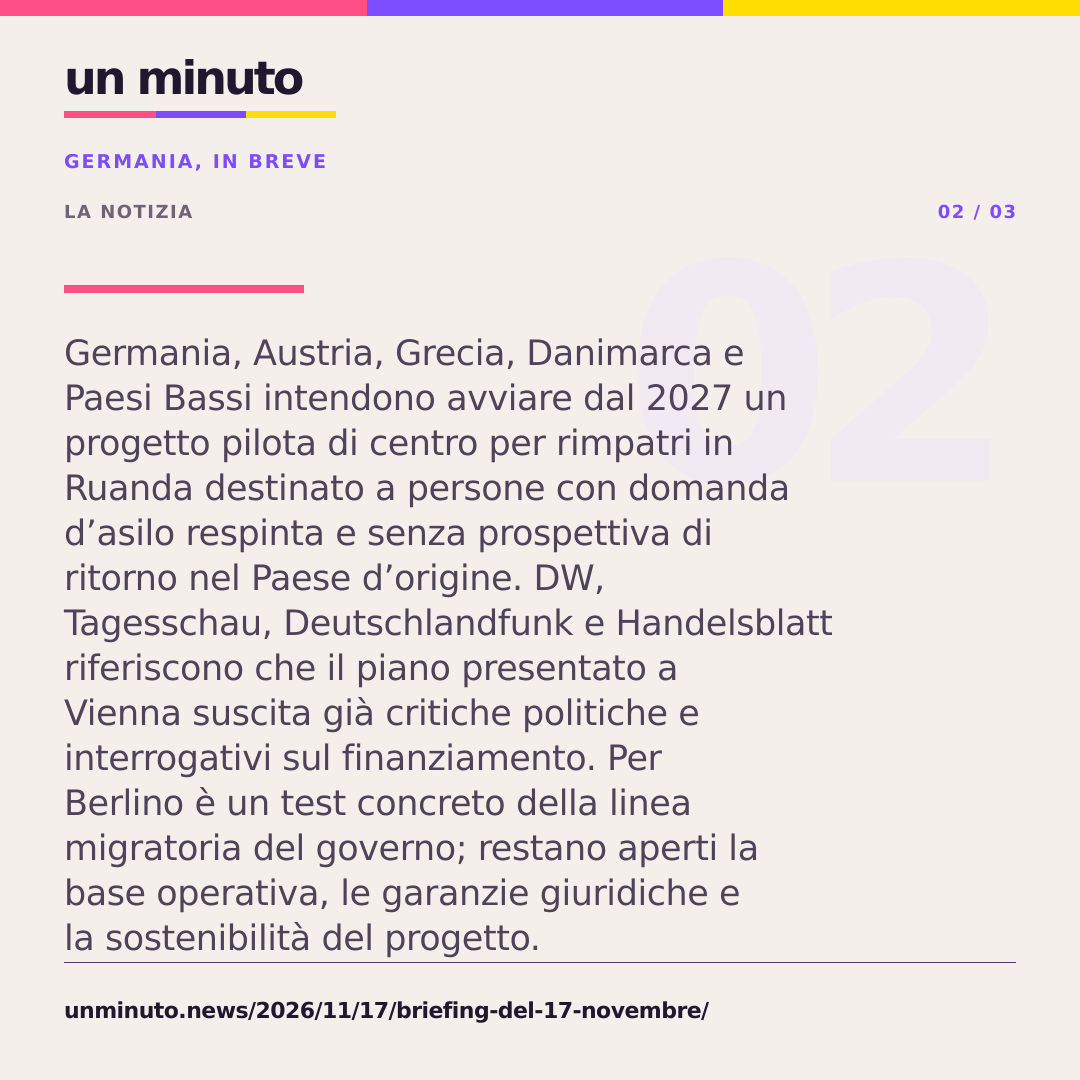 un minuto
GERMANIA, IN BREVE
LA NOTIZIA
02 / 03
02
Germania, Austria, Grecia, Danimarca e
Paesi Bassi intendono avviare dal 2027 un
progetto pilota di centro per rimpatri in
Ruanda destinato a persone con domanda
d’asilo respinta e senza prospettiva di
ritorno nel Paese d’origine. DW,
Tagesschau, Deutschlandfunk e Handelsblatt
riferiscono che il piano presentato a
Vienna suscita già critiche politiche e
interrogativi sul finanziamento. Per
Berlino è un test concreto della linea
migratoria del governo; restano aperti la
base operativa, le garanzie giuridiche e
la sostenibilità del progetto.
unminuto.news/2026/11/17/briefing-del-17-novembre/